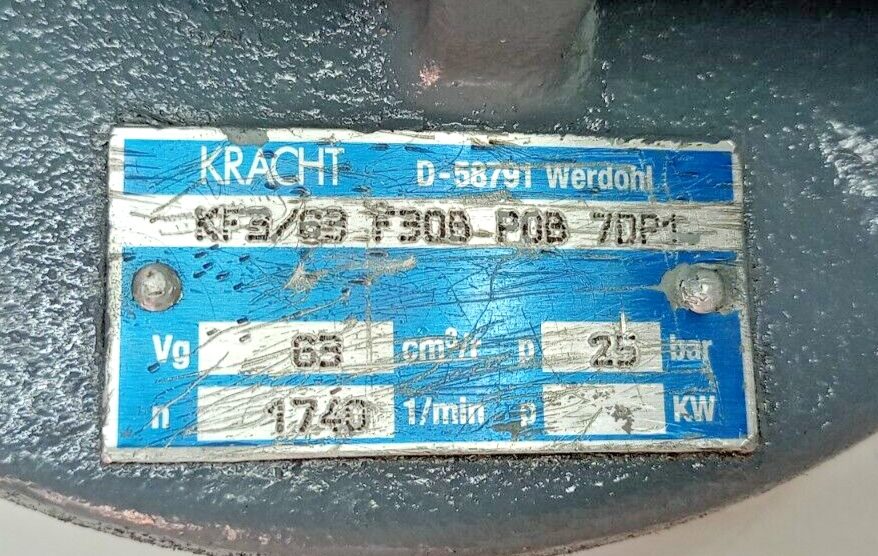 KRACHT D-58791 Werdohl
KF3/63 F30B P0B 7DP1
Vg 63 cm³/r p 25 bar
n 1740 1/min p KW